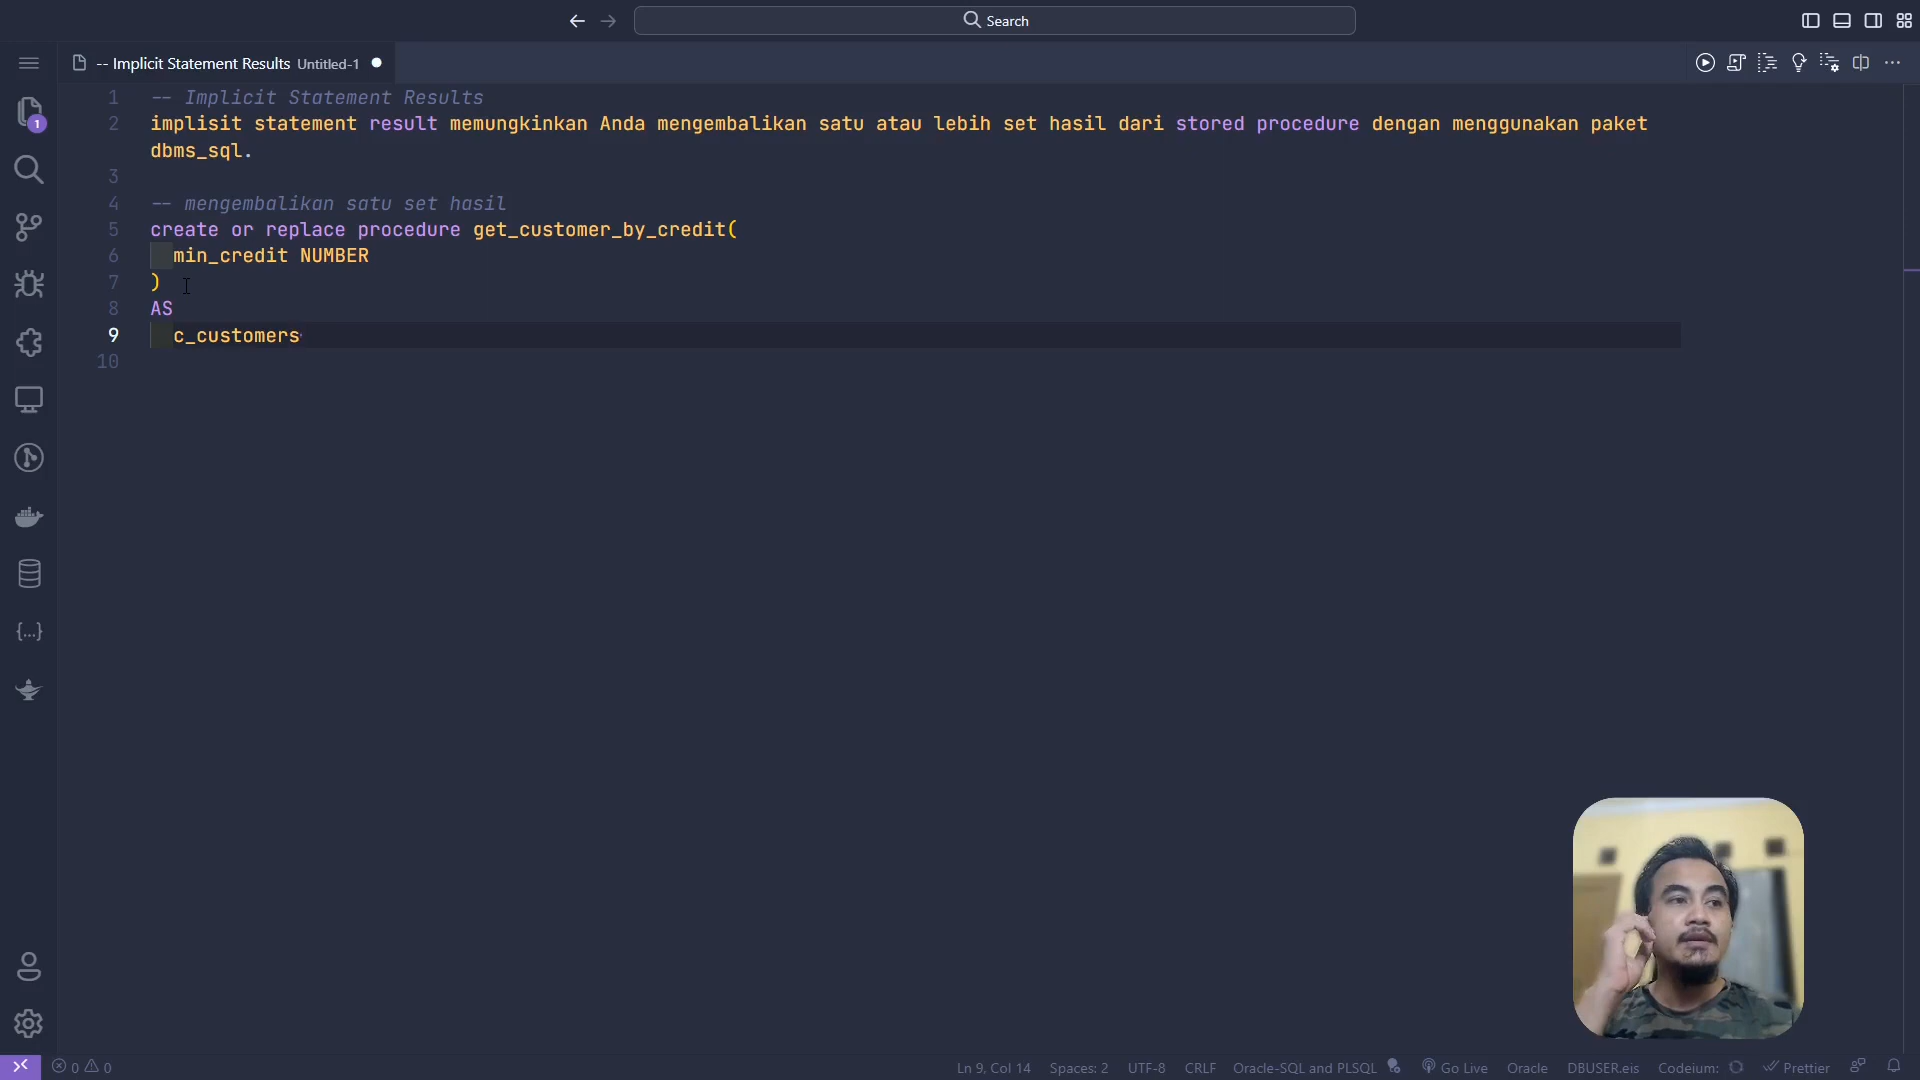 Search
-- Implicit Statement Results Untitled-1
1 -- Implicit Statement Results
2 implisit statement result memungkinkan Anda mengembalikan satu atau lebih set hasil dari stored procedure dengan menggunakan paket
dbms_sql.
3
4 -- mengembalikan satu set hasil
5 create or replace procedure get_customer_by_credit(
6 min_credit NUMBER
7 )
8 AS
9 c_customers
10
1
0 0 Ln 9, Col 14 Spaces: 2 UTF-8 CRLF Oracle-SQL and PLSQL Go Live Oracle DBUSER.eis Codeium: Prettier